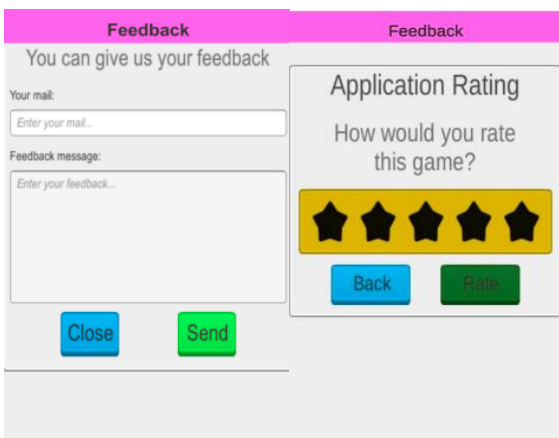 Feedback
You can give us your feedback
Your mail:
Enter your mail...
Feedback message:
Enter your feedback...
Close
Send
Feedback
Application Rating
How would you rate
this game?
Back
Rate